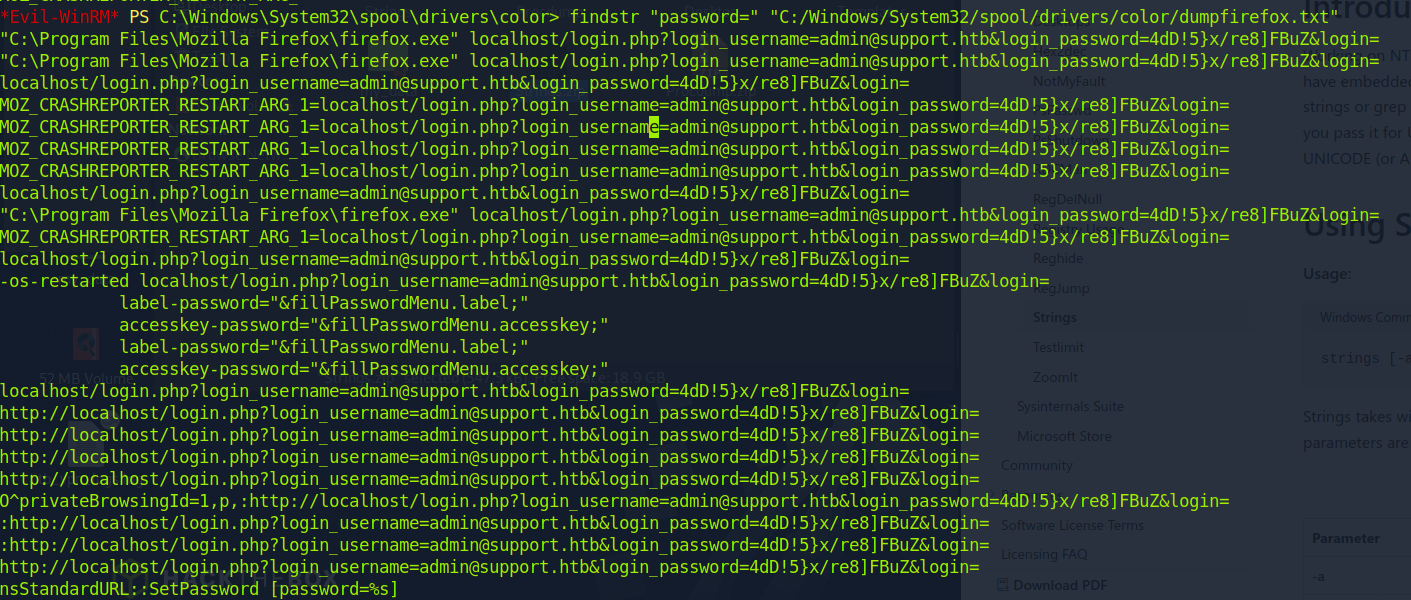 *Evil-WinRM* PS C:\Windows\System32\spool\drivers\color> findstr "password=" "C:/Windows/System32/spool/drivers/color/dumpfirefox.txt"
"C:\Program Files\Mozilla Firefox\firefox.exe" localhost/login.php?login_username=admin@support.htb&login_password=4dD!5}x/re8]FBuZ&login=
"C:\Program Files\Mozilla Firefox\firefox.exe" localhost/login.php?login_username=admin@support.htb&login_password=4dD!5}x/re8]FBuZ&login=
localhost/login.php?login_username=admin@support.htb&login_password=4dD!5}x/re8]FBuZ&login=
MOZ_CRASHREPORTER_RESTART_ARG_1=localhost/login.php?login_username=admin@support.htb&login_password=4dD!5}x/re8]FBuZ&login=
MOZ_CRASHREPORTER_RESTART_ARG_1=localhost/login.php?login_username=admin@support.htb&login_password=4dD!5}x/re8]FBuZ&login=
MOZ_CRASHREPORTER_RESTART_ARG_1=localhost/login.php?login_username=admin@support.htb&login_password=4dD!5}x/re8]FBuZ&login=
MOZ_CRASHREPORTER_RESTART_ARG_1=localhost/login.php?login_username=admin@support.htb&login_password=4dD!5}x/re8]FBuZ&login=
localhost/login.php?login_username=admin@support.htb&login_password=4dD!5}x/re8]FBuZ&login=
"C:\Program Files\Mozilla Firefox\firefox.exe" localhost/login.php?login_username=admin@support.htb&login_password=4dD!5}x/re8]FBuZ&login=
MOZ_CRASHREPORTER_RESTART_ARG_1=localhost/login.php?login_username=admin@support.htb&login_password=4dD!5}x/re8]FBuZ&login=
localhost/login.php?login_username=admin@support.htb&login_password=4dD!5}x/re8]FBuZ&login=
-os-restarted localhost/login.php?login_username=admin@support.htb&login_password=4dD!5}x/re8]FBuZ&login=
label-password="&fillPasswordMenu.label;"
accesskey-password="&fillPasswordMenu.accesskey;"
label-password="&fillPasswordMenu.label;"
accesskey-password="&fillPasswordMenu.accesskey;"
localhost/login.php?login_username=admin@support.htb&login_password=4dD!5}x/re8]FBuZ&login=
http://localhost/login.php?login_username=admin@support.htb&login_password=4dD!5}x/re8]FBuZ&login=
http://localhost/login.php?login_username=admin@support.htb&login_password=4dD!5}x/re8]FBuZ&login=
http://localhost/login.php?login_username=admin@support.htb&login_password=4dD!5}x/re8]FBuZ&login=
http://localhost/login.php?login_username=admin@support.htb&login_password=4dD!5}x/re8]FBuZ&login=
O^privateBrowsingId=1,p,:http://localhost/login.php?login_username=admin@support.htb&login_password=4dD!5}x/re8]FBuZ&login=
:http://localhost/login.php?login_username=admin@support.htb&login_password=4dD!5}x/re8]FBuZ&login=
:http://localhost/login.php?login_username=admin@support.htb&login_password=4dD!5}x/re8]FBuZ&login=
http://localhost/login.php?login_username=admin@support.htb&login_password=4dD!5}x/re8]FBuZ&login=
nsStandardURL::SetPassword [password=%s]
52 MB Volume
NotMyFault
RegDelNull
Reghide
RegJump
Strings
Testlimit
ZoomIt
Sysinternals Suite
Microsoft Store
Community
Software License Terms
Licensing FAQ
Download PDF
have embedded
strings or grep
you pass it for
UNICODE (or A
Using S
Usage:
Windows Comm
strings [-a
Strings takes wi
parameters are
Parameter
-a